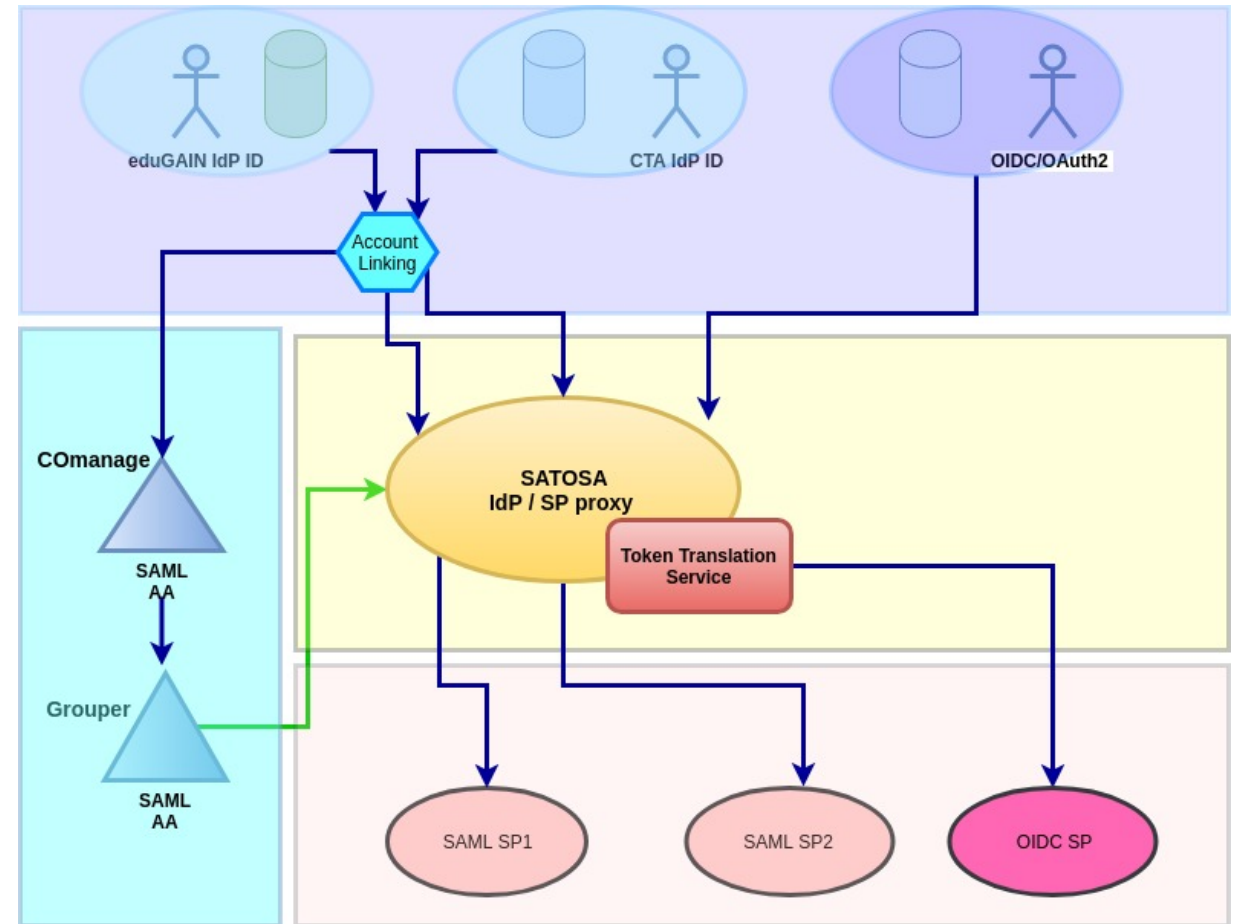 eduGAIN IdP ID
CTA IdP ID
OIDC/OAuth2
Account
Linking
COmanage
SAML
AA
SATOSA
IdP / SP proxy
Token Translation
Service
Grouper
SAML
AA
SAML SP1
SAML SP2
OIDC SP